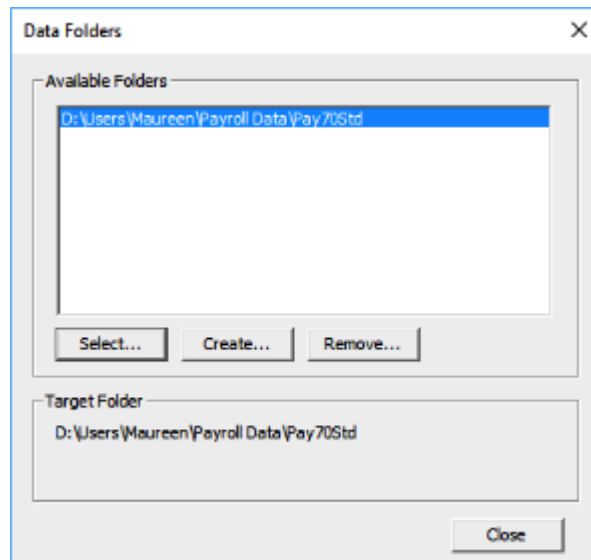 Data Folders
Available Folders
D:\Users\Maureen\Payroll Data\Pay70Std
Select... Create... Remove...
Target Folder
D:\Users\Maureen\Payroll Data\Pay70Std
Close